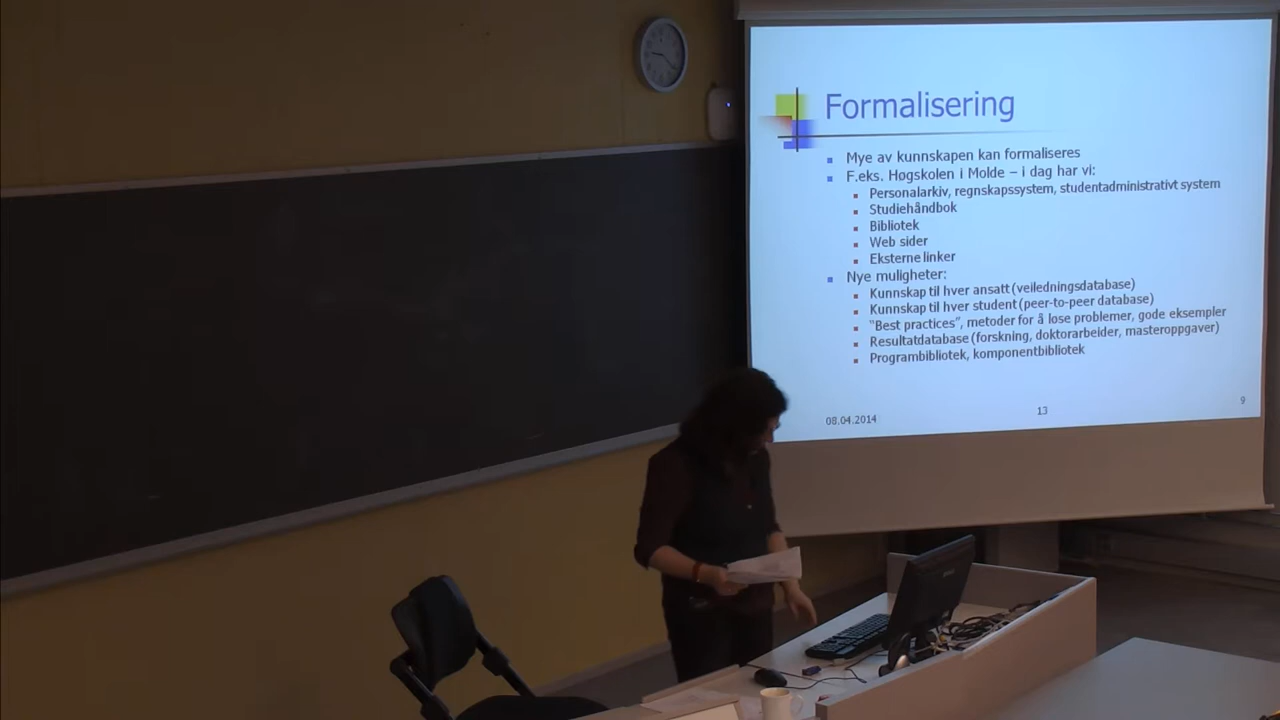 Formalisering
Mye av kunnskapen kan formaliseres
F.eks. Høgskolen i Molde – i dag har vi:
Personalarkiv, regnskapssystem, studentadministrativt system
Studiehåndbok
Bibliotek
Web sider
Eksterne linker
Nye muligheter:
Kunnskap til hver ansatt (veiledningsdatabase)
Kunnskap til hver student (peer-to-peer database)
“Best practices”, metoder for å løse problemer, gode eksempler
Resultatdatabase (forskning, doktorarbeider, masteroppgaver)
Programbibliotek, komponentbibliotek
08.04.2014
13
9